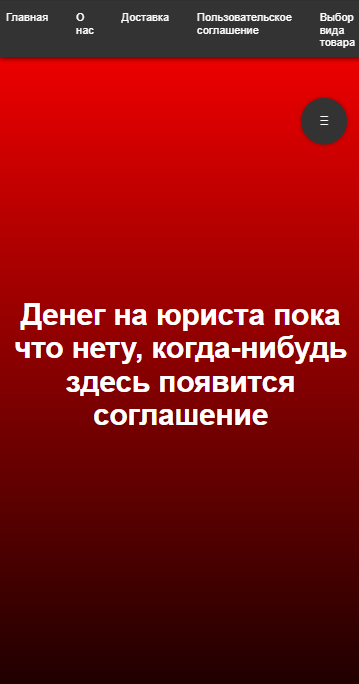 Главная
О
нас
Доставка
Пользовательское
соглашение
Выбор
вида
товара
Денег на юриста пока
что нету, когда-нибудь
здесь появится
соглашение